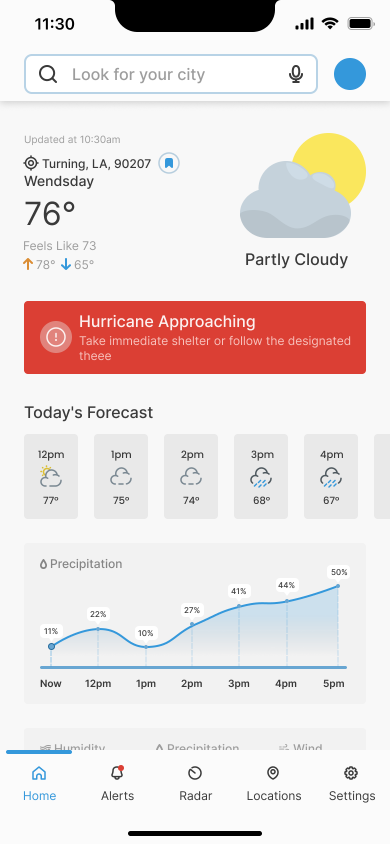 11:30
Look for your city
Updated at 10:30am
Turning, LA, 90207
Wendsday
76°
Feels Like 73
78° 65°
Partly Cloudy
Hurricane Approaching
Take immediate shelter or follow the designated
theee
Today's Forecast
12pm 1pm 2pm 3pm 4pm
77° 75° 74° 68° 67°
Precipitation
11% 22% 10% 27% 41% 44% 50%
Now 12pm 1pm 2pm 3pm 4pm 5pm
Humidity Precipitation Wind
Home Alerts Radar Locations Settings